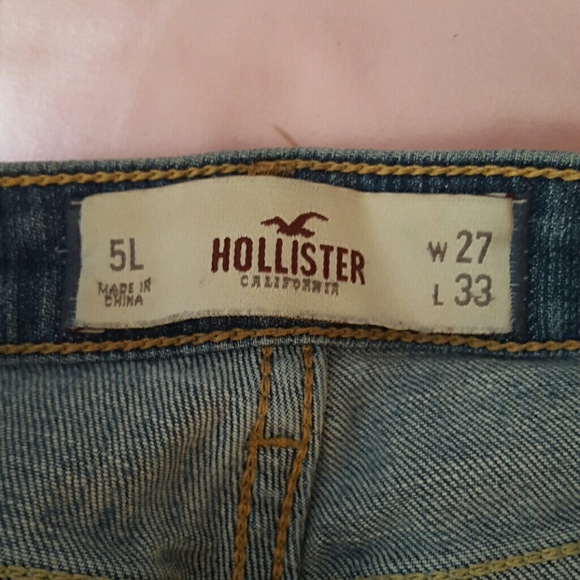 5L
MADE IN
CHINA
HOLLISTER
CALIFORNIA
W 27
L 33